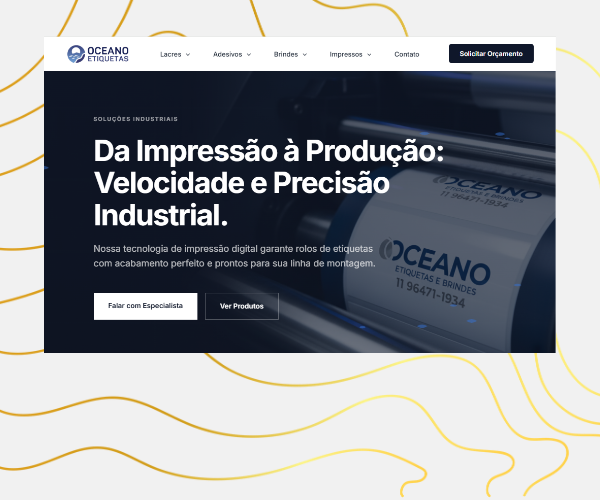 OCEANO
ETIQUETAS
Lacres
Adesivos
Brindes
Impressos
Contato
Solicitar Orçamento
SOLUÇÕES INDUSTRIAIS
Da Impressão à Produção:
Velocidade e Precisão
Industrial.
Nossa tecnologia de impressão digital garante rolos de etiquetas
com acabamento perfeito e prontos para sua linha de montagem.
Falar com Especialista
Ver Produtos
OCEANO
11 96471-1934
OCEANO
ETIQUETAS E BRINDES
11 96471-1934